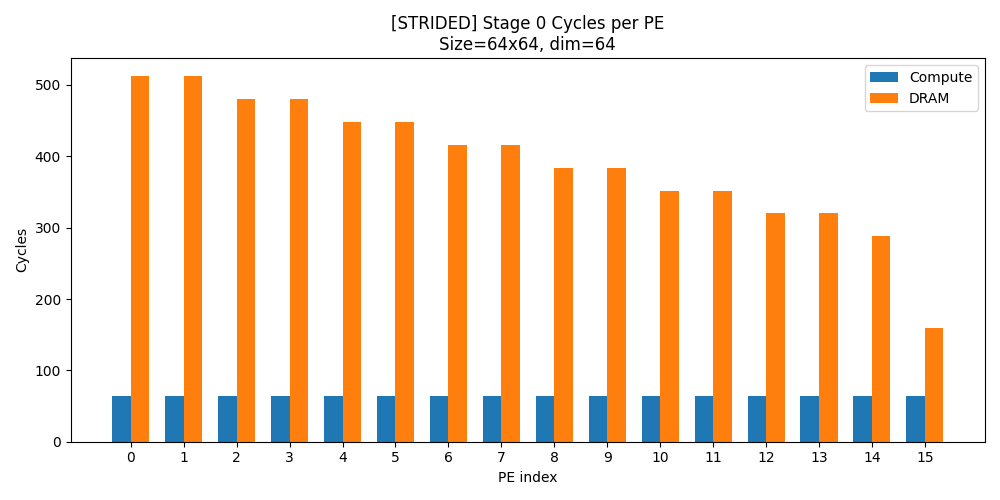 [STRIDED] Stage 0 Cycles per PE
Size=64x64, dim=64
Compute
DRAM
500
400
300
200
100
0
Cycles
0 1 2 3 4 5 6 7 8 9 10 11 12 13 14 15
PE index